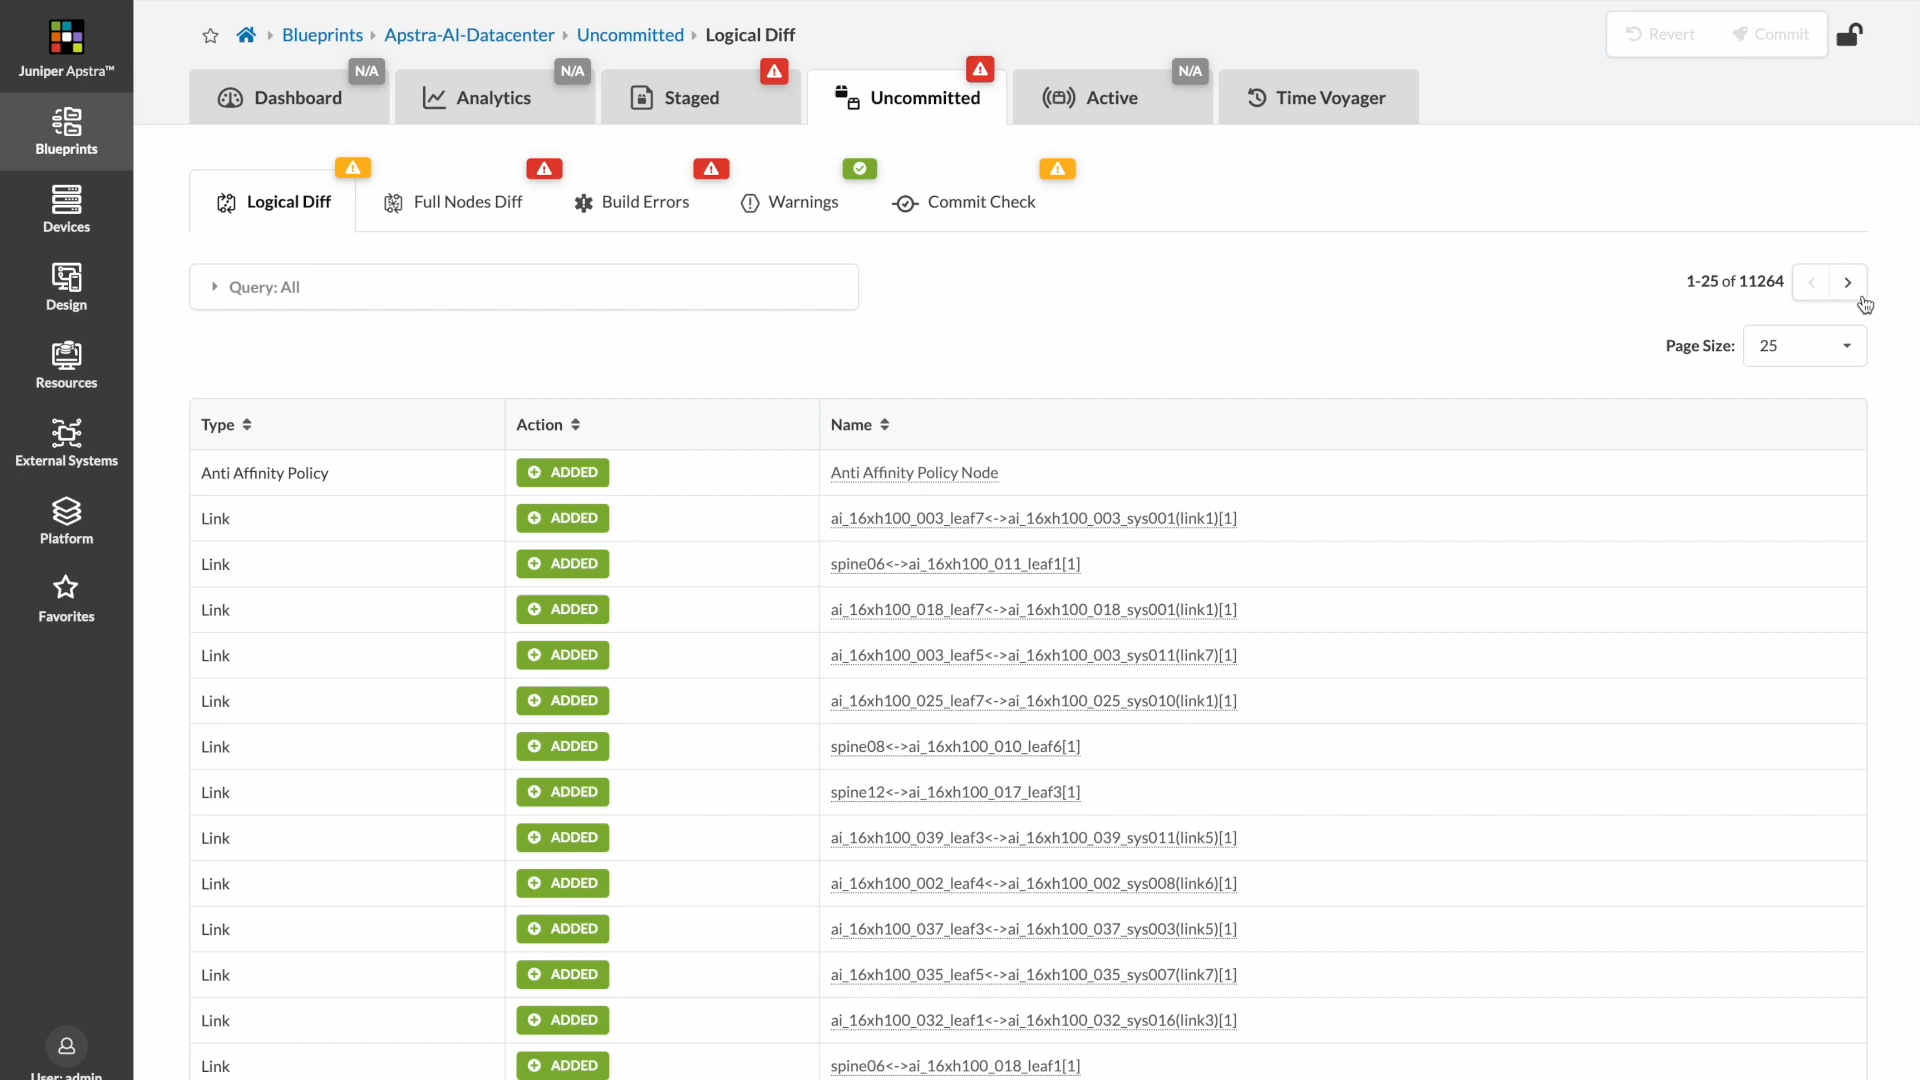 Juniper Apstra™
Blueprints
Devices
Design
Resources
External Systems
Platform
Favorites
User: admin
Blueprints
Apstra-AI-Datacenter
Uncommitted
Logical Diff
Revert
Commit
Dashboard
N/A
Analytics
N/A
Staged
Uncommitted
Active
N/A
Time Voyager
Logical Diff
Full Nodes Diff
Build Errors
Warnings
Commit Check
Query: All
1-25 of 11264
Page Size: 25
Type Action Name
Anti Affinity Policy ADDED Anti Affinity Policy Node
Link ADDED ai_16xh100_003_leaf7<->ai_16xh100_003_sys001(link1)[1]
Link ADDED spine06<->ai_16xh100_011_leaf1[1]
Link ADDED ai_16xh100_018_leaf7<->ai_16xh100_018_sys001(link1)[1]
Link ADDED ai_16xh100_003_leaf5<->ai_16xh100_003_sys011(link7)[1]
Link ADDED ai_16xh100_025_leaf7<->ai_16xh100_025_sys010(link1)[1]
Link ADDED spine08<->ai_16xh100_010_leaf6[1]
Link ADDED spine12<->ai_16xh100_017_leaf3[1]
Link ADDED ai_16xh100_039_leaf3<->ai_16xh100_039_sys011(link5)[1]
Link ADDED ai_16xh100_002_leaf4<->ai_16xh100_002_sys008(link6)[1]
Link ADDED ai_16xh100_037_leaf3<->ai_16xh100_037_sys003(link5)[1]
Link ADDED ai_16xh100_035_leaf5<->ai_16xh100_035_sys007(link7)[1]
Link ADDED ai_16xh100_032_leaf1<->ai_16xh100_032_sys016(link3)[1]
Link ADDED spine06<->ai_16xh100_018_leaf1[1]